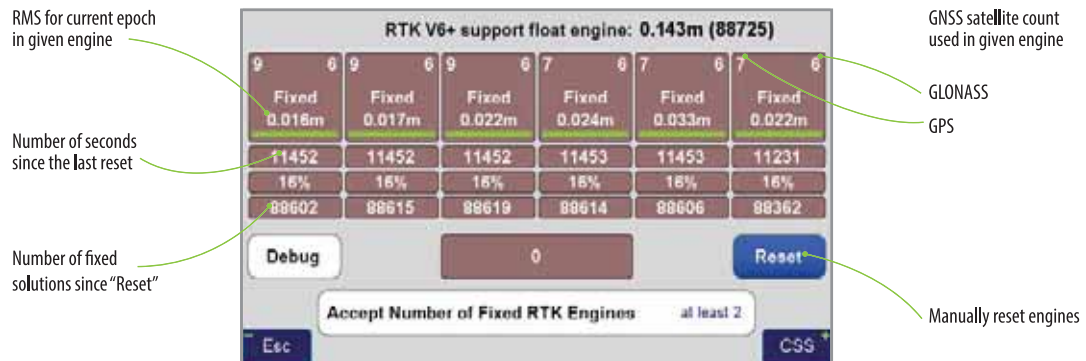 RMS for current epoch
in given engine
Number of seconds
since the last reset
Number of fixed
solutions since “Reset”
RTK V6+ support float engine: 0.143m (88725)
9 6 9 6 9 6 7 6 7 6 7 6
Fixed Fixed Fixed Fixed Fixed Fixed
0.016m 0.017m 0.022m 0.024m 0.033m 0.022m
11452 11452 11452 11453 11453 11231
16% 16% 16% 16% 16% 16%
88602 88615 88619 88614 88606 88362
Debug 0 Reset
Accept Number of Fixed RTK Engines at least 2
Esc CSS
GNSS satellite count
used in given engine
GLONASS
GPS
Manually reset engines